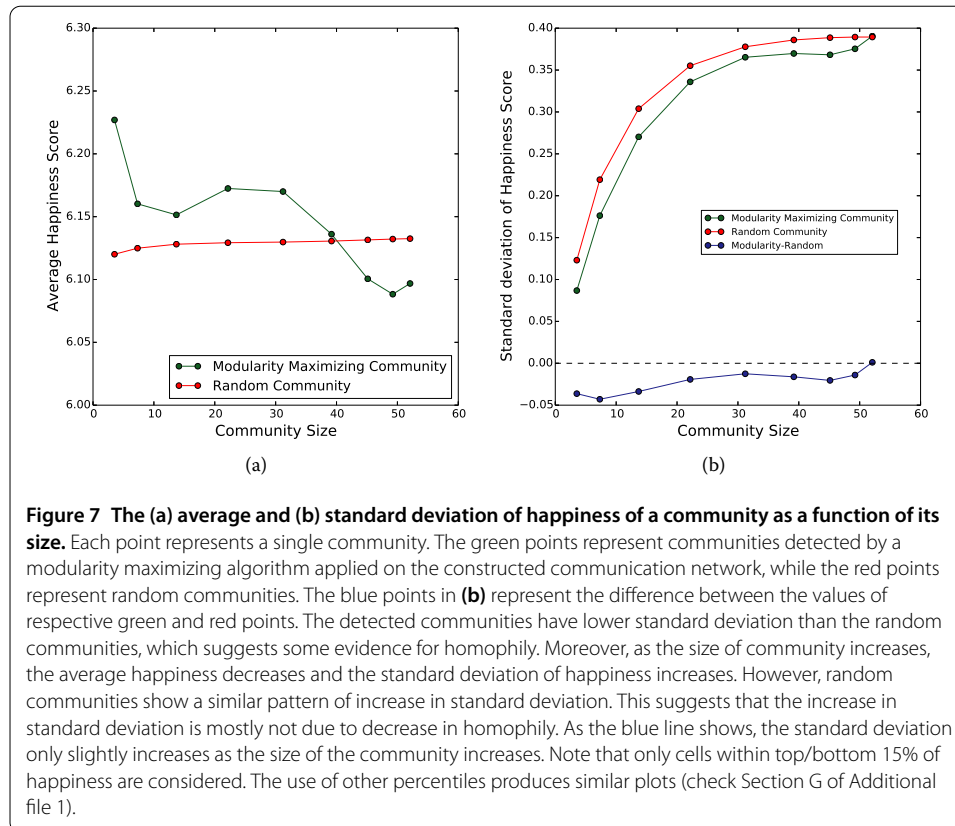 6.30
6.25
6.20
6.15
6.10
6.05
6.00
Average Happiness Score
Modularity Maximizing Community
Random Community
0 10 20 30 40 50 60
Community Size
(a)
0.40
0.35
0.30
0.25
0.20
0.15
0.10
0.05
0.00
−0.05
Standard deviation of Happiness Score
Modularity Maximizing Community
Random Community
Modularity-Random
0 10 20 30 40 50 60
Community Size
(b)
Figure 7 The (a) average and (b) standard deviation of happiness of a community as a function of its
size. Each point represents a single community. The green points represent communities detected by a
modularity maximizing algorithm applied on the constructed communication network, while the red points
represent random communities. The blue points in (b) represent the difference between the values of
respective green and red points. The detected communities have lower standard deviation than the random
communities, which suggests some evidence for homophily. Moreover, as the size of community increases,
the average happiness decreases and the standard deviation of happiness increases. However, random
communities show a similar pattern of increase in standard deviation. This suggests that the increase in
standard deviation is mostly not due to decrease in homophily. As the blue line shows, the standard deviation
only slightly increases as the size of the community increases. Note that only cells within top/bottom 15% of
happiness are considered. The use of other percentiles produces similar plots (check Section G of Additional
file 1).